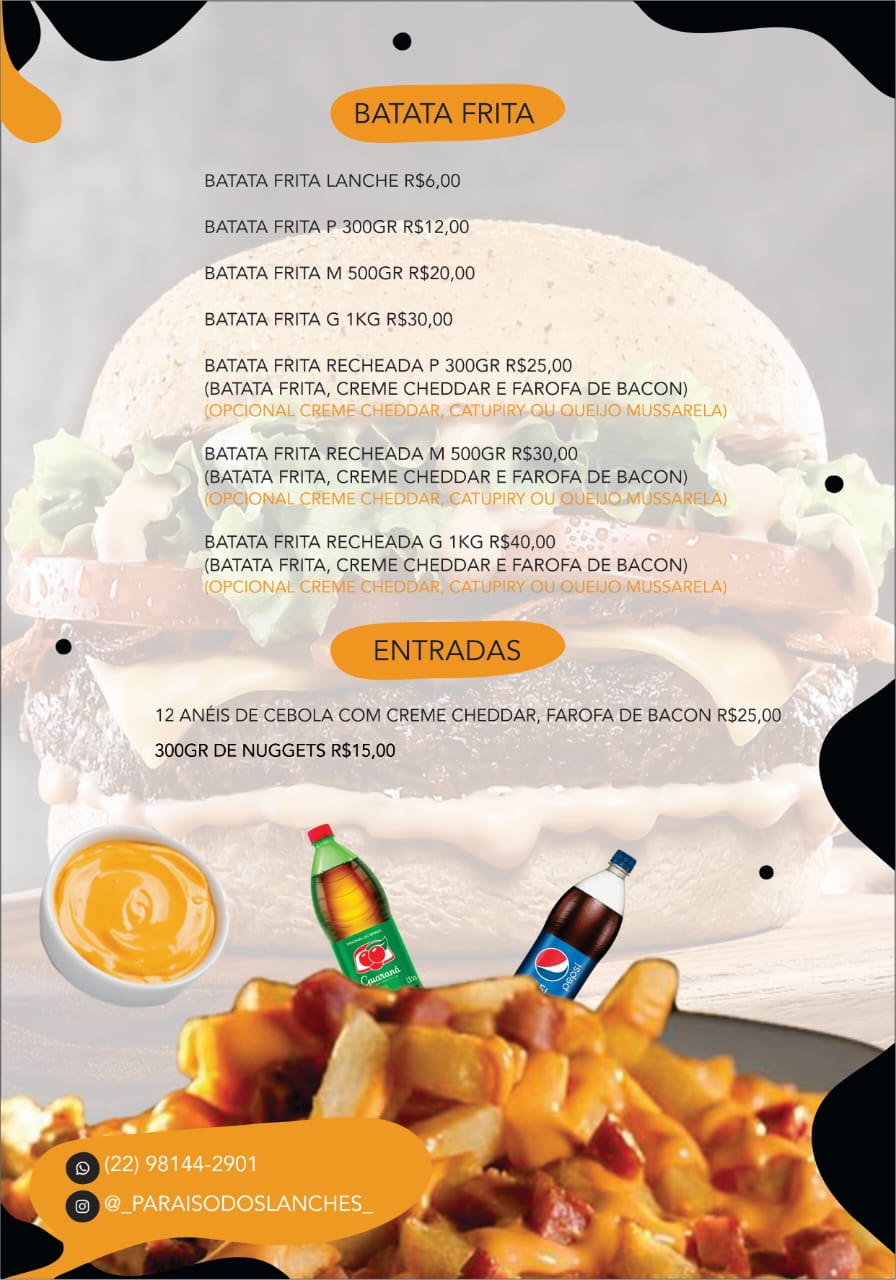 BATATA FRITA
BATATA FRITA LANCHE R$6,00
BATATA FRITA P 300GR R$12,00
BATATA FRITA M 500GR R$20,00
BATATA FRITA G 1KG R$30,00
BATATA FRITA RECHEADA P 300GR R$25,00
(BATATA FRITA, CREME CHEDDAR E FAROFA DE BACON)
(OPCIONAL CREME CHEDDAR, CATUPIRY OU QUEIJO MUSSARELA)
BATATA FRITA RECHEADA M 500GR R$30,00
(BATATA FRITA, CREME CHEDDAR E FAROFA DE BACON)
(OPCIONAL CREME CHEDDAR, CATUPIRY OU QUEIJO MUSSARELA)
BATATA FRITA RECHEADA G 1KG R$40,00
(BATATA FRITA, CREME CHEDDAR E FAROFA DE BACON)
(OPCIONAL CREME CHEDDAR, CATUPIRY OU QUEIJO MUSSARELA)
ENTRADAS
12 ANÉIS DE CEBOLA COM CREME CHEDDAR, FAROFA DE BACON R$25,00
300GR DE NUGGETS R$15,00
Guaraná
pepsi
(22) 98144-2901
@_PARAISODOSLANCHES_